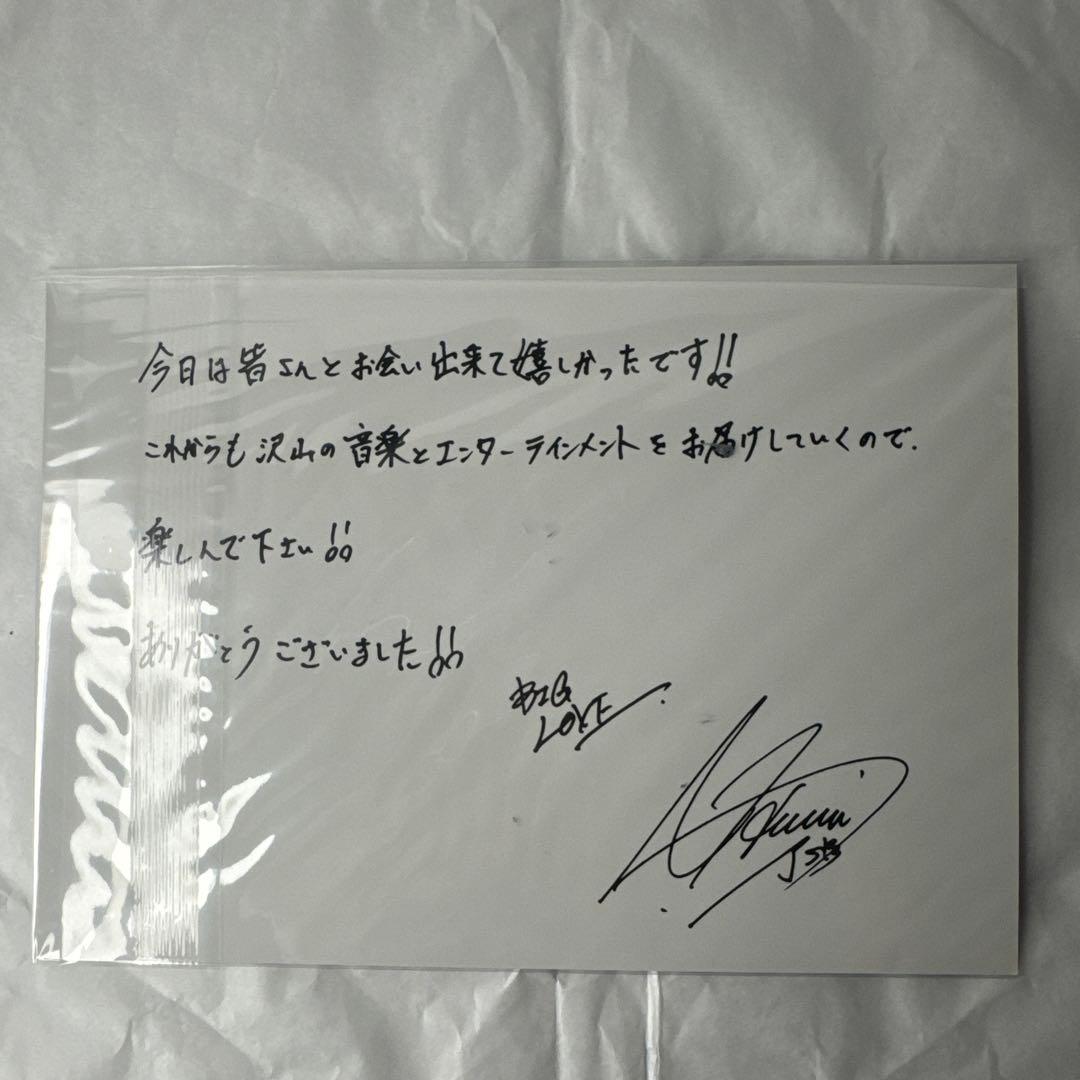 今日は皆さんとお会い出来て嬉しかったです!!
これからも沢山の音楽とエンターテインメントをお届けしていくので、
楽しんで下さい!!
ありがとうございました!!
BIG
LOVE